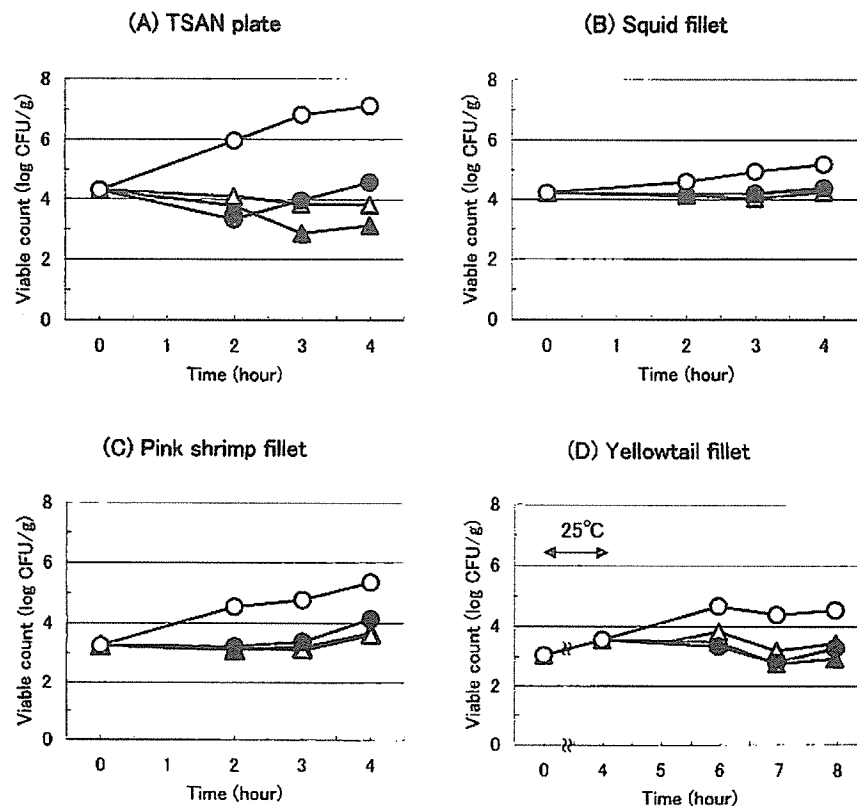 (A) TSAN plate
Viable count (log CFU/g)
8
6
4
2
0
0 1 2 3 4
Time (hour)
(B) Squid fillet
Viable count (log CFU/g)
8
6
4
2
0
0 1 2 3 4
Time (hour)
(C) Pink shrimp fillet
Viable count (log CFU/g)
8
6
4
2
0
0 1 2 3 4
Time (hour)
(D) Yellowtail fillet
Viable count (log CFU/g)
8
25℃
6
4
2
0
0 4 6 7 8
Time (hour)